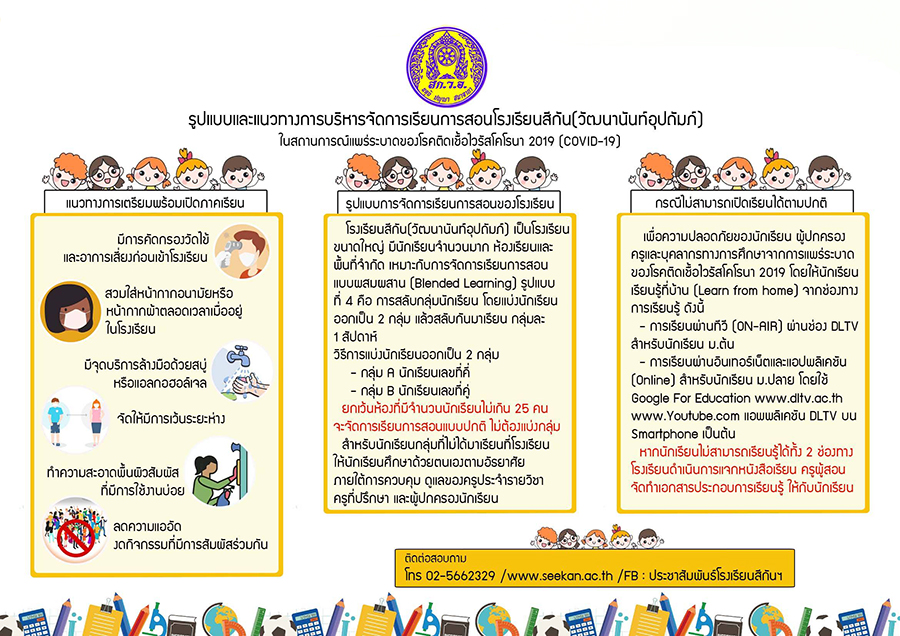 สก.ว.อ.
รูปแบบและแนวทางการบริหารจัดการเรียนการสอนโรงเรียนสีกัน(วัฒนานันท์อุปถัมภ์)
ในสถานการณ์แพร่ระบาดของโรคติดเชื้อไวรัสโคโรนา 2019 (COVID-19)
แนวทางการเตรียมพร้อมเปิดภาคเรียน
มีการคัดกรองวัดไข้
และอาการเสี่ยงก่อนเข้าโรงเรียน
สวมใส่หน้ากากอนามัยหรือ
หน้ากากผ้าตลอดเวลาเมื่ออยู่
ในโรงเรียน
มีจุดบริการล้างมือด้วยสบู่
หรือแอลกอฮอล์เจล
จัดให้มีการเว้นระยะห่าง
ทำความสะอาดพื้นผิวสัมผัส
ที่มีการใช้งานบ่อย
ลดความแออัด
งดกิจกรรมที่มีการสัมผัสร่วมกัน
รูปแบบการจัดการเรียนการสอนของโรงเรียน
โรงเรียนสีกัน(วัฒนานันท์อุปถัมภ์) เป็นโรงเรียน
ขนาดใหญ่ มีนักเรียนจำนวนมาก ห้องเรียนและ
พื้นที่จำกัด เหมาะกับการจัดการเรียนการสอน
แบบผสมผสาน (Blended Learning) รูปแบบ
ที่ 4 คือ การสลับกลุ่มนักเรียน โดยแบ่งนักเรียน
ออกเป็น 2 กลุ่ม แล้วสลับกันมาเรียน กลุ่มละ
1 สัปดาห์
วิธีการแบ่งนักเรียนออกเป็น 2 กลุ่ม
- กลุ่ม A นักเรียนเลขที่คี่
- กลุ่ม B นักเรียนเลขที่คู่
ยกเว้นห้องที่มีจำนวนนักเรียนไม่เกิน 25 คน
จะจัดการเรียนการสอนแบบปกติ ไม่ต้องแบ่งกลุ่ม
สำหรับนักเรียนกลุ่มที่ไม่ได้มาเรียนที่โรงเรียน
ให้นักเรียนศึกษาด้วยตนเองตามอัธยาศัย
ภายใต้การควบคุม ดูแลของครูประจำรายวิชา
ครูที่ปรึกษา และผู้ปกครองนักเรียน
กรณีไม่สามารถเปิดเรียนได้ตามปกติ
เพื่อความปลอดภัยของนักเรียน ผู้ปกครอง
ครูและบุคลากรทางการศึกษาจากการแพร่ระบาด
ของโรคติดเชื้อไวรัสโคโรนา 2019 โดยให้นักเรียน
เรียนรู้ที่บ้าน (Learn from home) จากช่องทาง
การเรียนรู้ ดังนี้
- การเรียนผ่านทีวี (ON-AIR) ผ่านช่อง DLTV
สำหรับนักเรียน ม.ต้น
- การเรียนผ่านอินเทอร์เน็ตและแอปพลิเคชัน
(Online) สำหรับนักเรียน ม.ปลาย โดยใช้
Google For Education www.dltv.ac.th
www.Youtube.com แอพพลิเคชัน DLTV บน
Smartphone เป็นต้น
หากนักเรียนไม่สามารถเรียนรู้ได้ทั้ง 2 ช่องทาง
โรงเรียนดำเนินการแจกหนังสือเรียน ครูผู้สอน
จัดทำเอกสารประกอบการเรียนรู้ ให้กับนักเรียน
ติดต่อสอบถาม
โทร 02-5662329 /www.seekan.ac.th /FB : ประชาสัมพันธ์โรงเรียนสีกันฯ